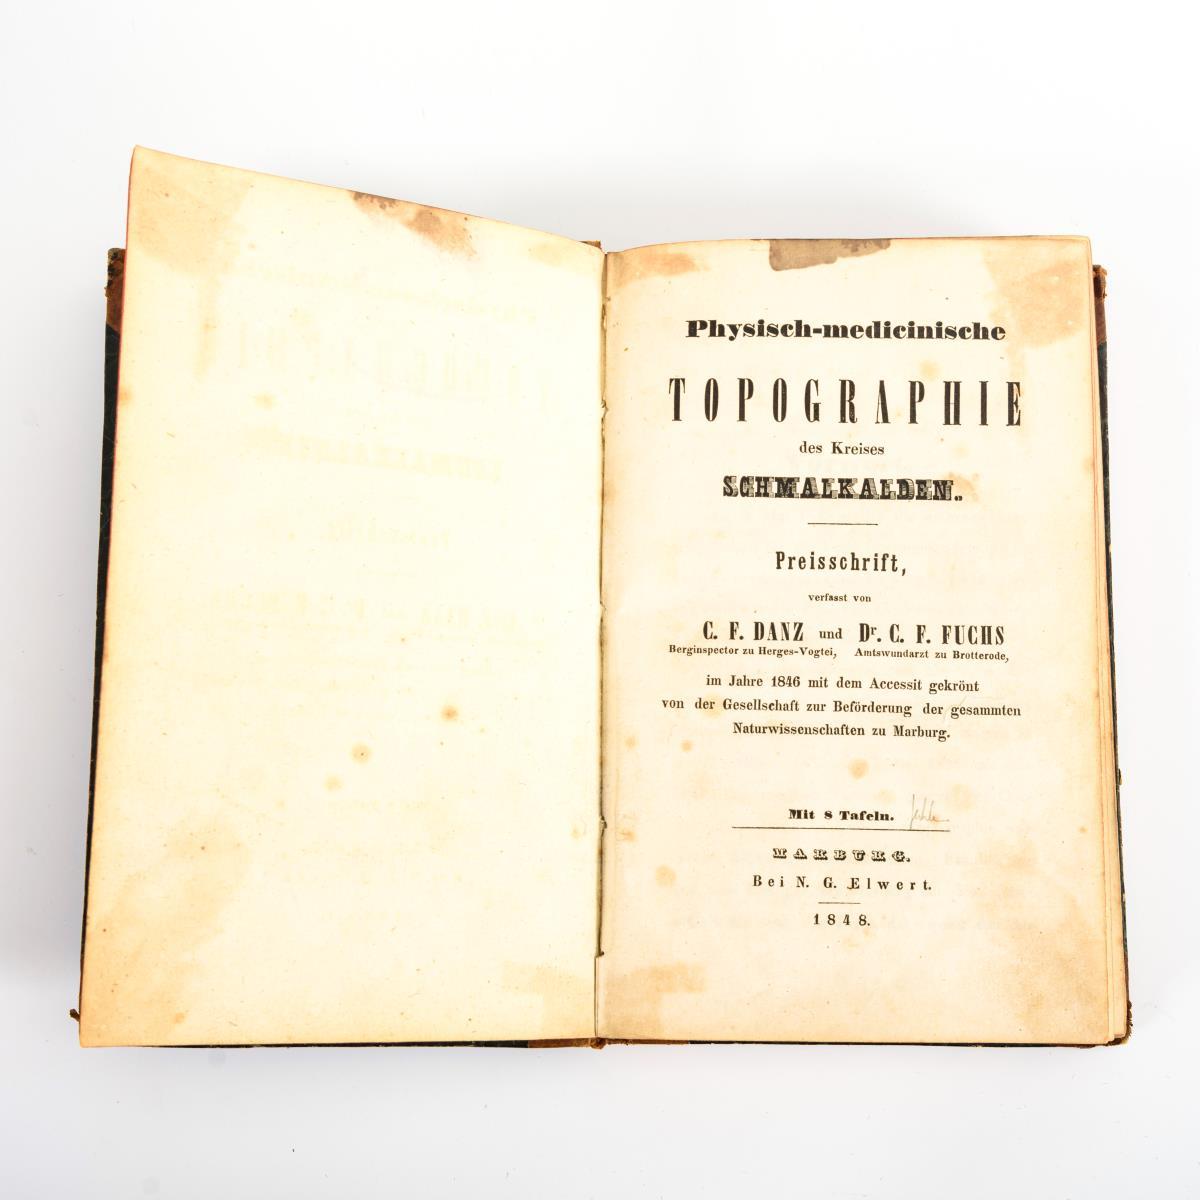 Physisch-medicinische
TOPOGRAPHIE
des Kreises
SCHMALKALDEN.
Preisschrift,
verfasst von
C. F. DANZ und Dr. C. F. FUCHS
Berginspector zu Herges-Vogtei, Amtswundarzt zu Brotterode,
im Jahre 1846 mit dem Accessit gekrönt
von der Gesellschaft zur Beförderung der gesammten
Naturwissenschaften zu Marburg.
Mit 8 Tafeln.
MARBURG.
Bei N. G. Elwert.
1848.